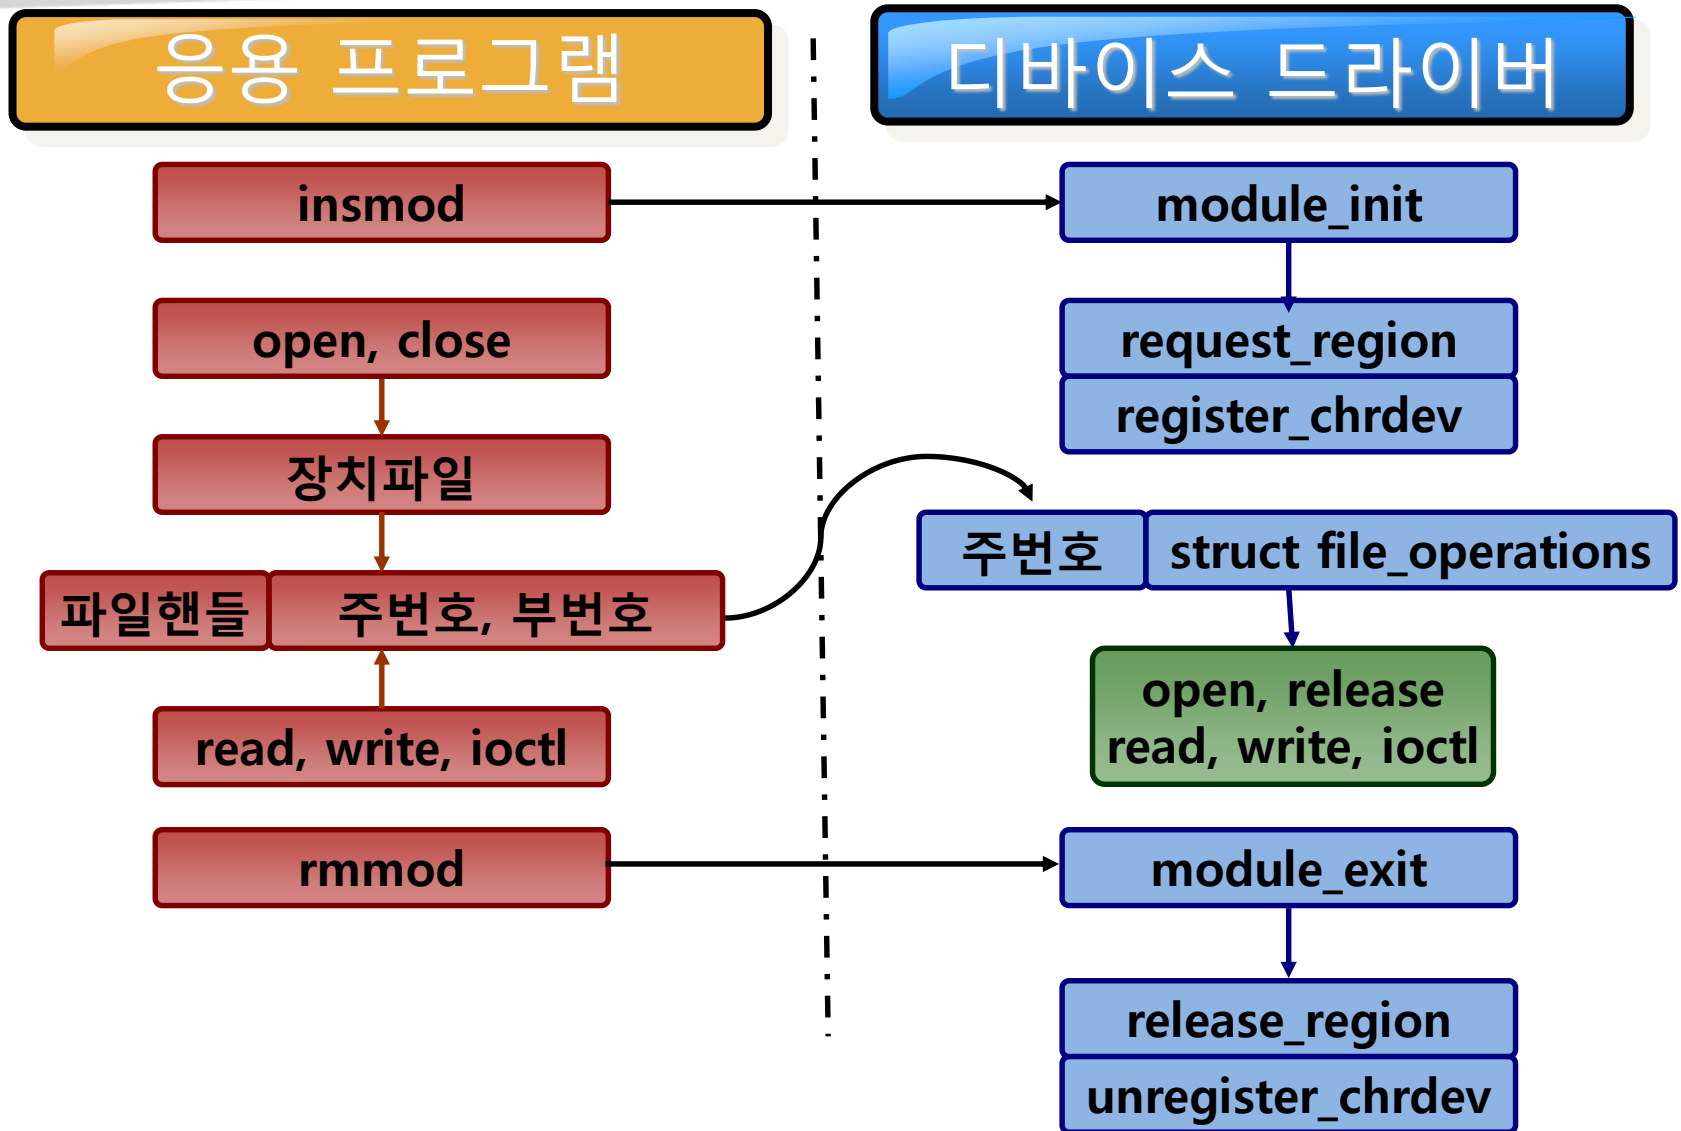 응용 프로그램
디바이스 드라이버
insmod
module_init
open, close
request_region
register_chrdev
장치파일
주번호
struct file_operations
파일핸들
주번호, 부번호
open, release
read, write, ioctl
read, write, ioctl
rmmod
module_exit
release_region
unregister_chrdev